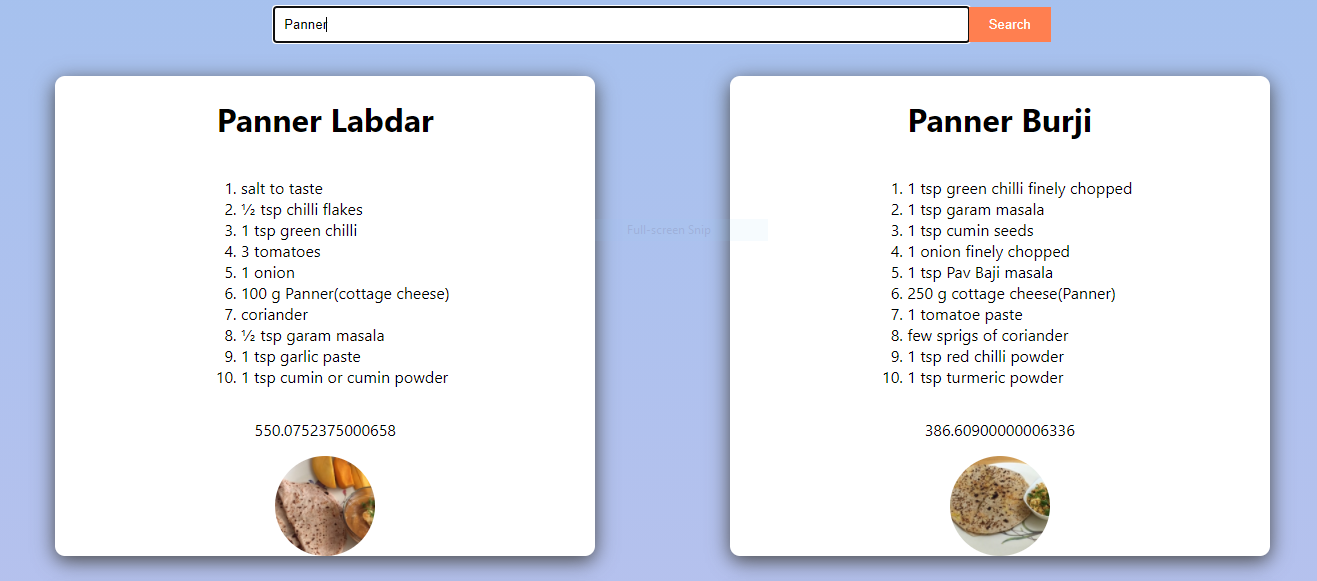 Panner
Search
Panner Labdar
1. salt to taste
2. ½ tsp chilli flakes
3. 1 tsp green chilli
4. 3 tomatoes
5. 1 onion
6. 100 g Panner(cottage cheese)
7. coriander
8. ½ tsp garam masala
9. 1 tsp garlic paste
10. 1 tsp cumin or cumin powder
550.0752375000658
Full-screen Snip
Panner Burji
1. 1 tsp green chilli finely chopped
2. 1 tsp garam masala
3. 1 tsp cumin seeds
4. 1 onion finely chopped
5. 1 tsp Pav Baji masala
6. 250 g cottage cheese(Panner)
7. 1 tomatoe paste
8. few sprigs of coriander
9. 1 tsp red chilli powder
10. 1 tsp turmeric powder
386.60900000006336